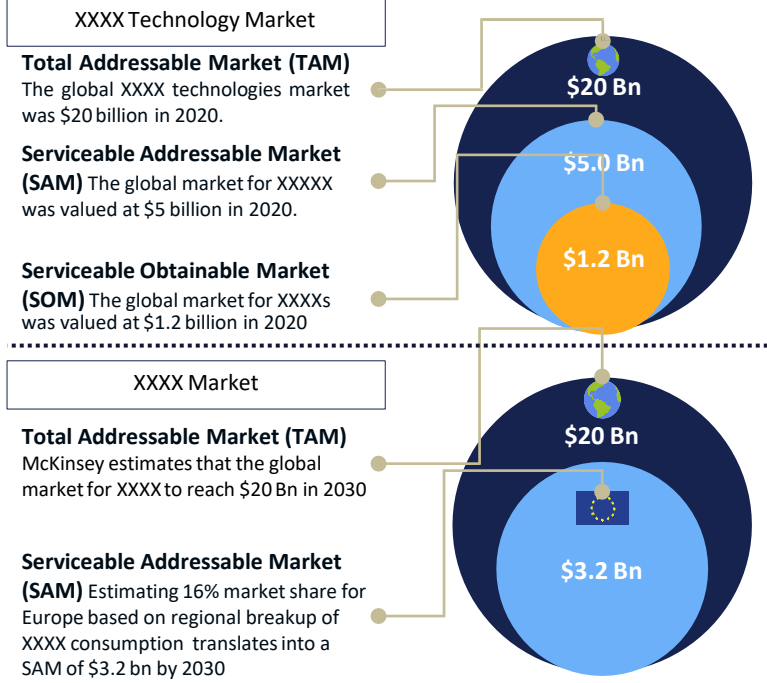 XXXX Technology Market
Total Addressable Market (TAM)
The global XXXX technologies market
was $20 billion in 2020.
Serviceable Addressable Market
(SAM) The global market for XXXXX
was valued at $5 billion in 2020.
Serviceable Obtainable Market
(SOM) The global market for XXXXs
was valued at $1.2 billion in 2020
$20 Bn
$5.0 Bn
$1.2 Bn
XXXX Market
Total Addressable Market (TAM)
McKinsey estimates that the global
market for XXXX to reach $20 Bn in 2030
Serviceable Addressable Market
(SAM) Estimating 16% market share for
Europe based on regional breakup of
XXXX consumption translates into a
SAM of $3.2 bn by 2030
$20 Bn
$3.2 Bn